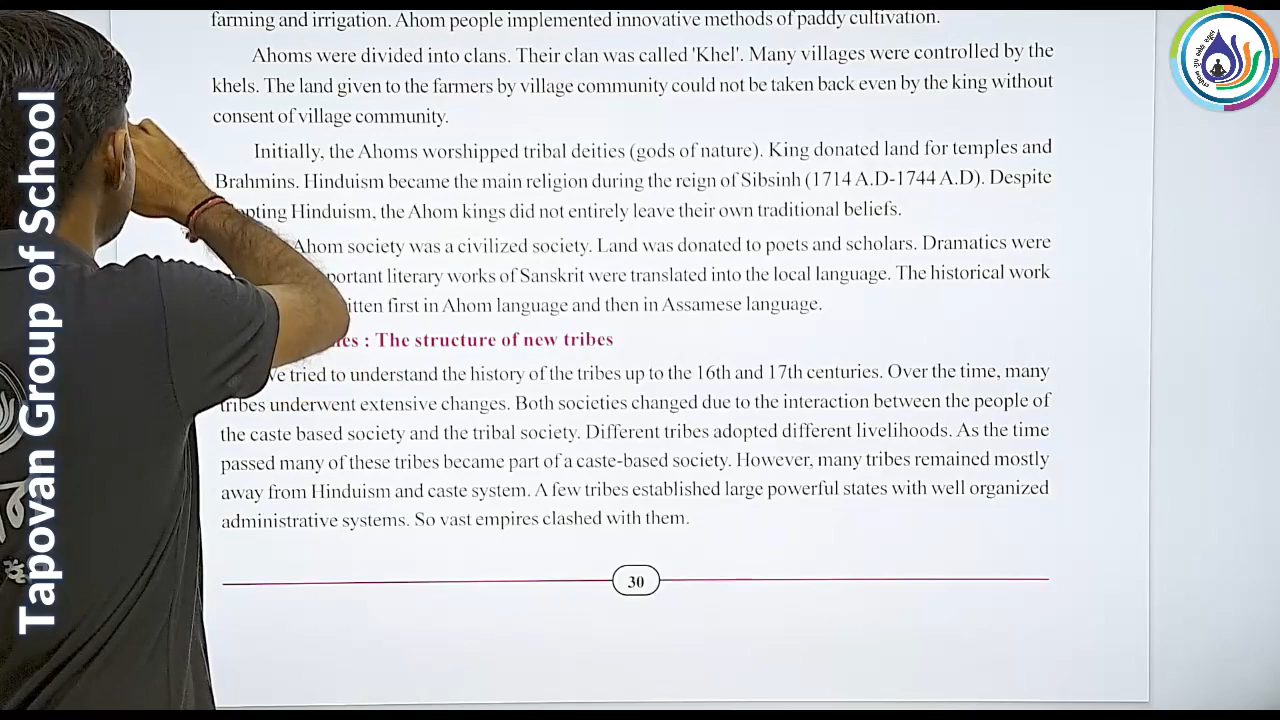 farming and irrigation. Ahom people implemented innovative methods of paddy cultivation.
Ahoms were divided into clans. Their clan was called 'Khel'. Many villages were controlled by the
khels. The land given to the farmers by village community could not be taken back even by the king without
consent of village community.
Initially, the Ahoms worshipped tribal deities (gods of nature). King donated land for temples and
Brahmins. Hinduism became the main religion during the reign of Sibsinh (1714 A.D-1744 A.D). Despite
Hinduism, the Ahom kings did not entirely leave their own traditional beliefs.
Ahom society was a civilized society. Land was donated to poets and scholars. Dramatics were
literary works of Sanskrit were translated into the local language. The historical work
first in Ahom language and then in Assamese language.
: The structure of new tribes
tried to understand the history of the tribes up to the 16th and 17th centuries. Over the time, many
tribes underwent extensive changes. Both societies changed due to the interaction between the people of
the caste based society and the tribal society. Different tribes adopted different livelihoods. As the time
passed many of these tribes became part of a caste-based society. However, many tribes remained mostly
away from Hinduism and caste system. A few tribes established large powerful states with well organized
administrative systems. So vast empires clashed with them.
30
Tapovan Group of School